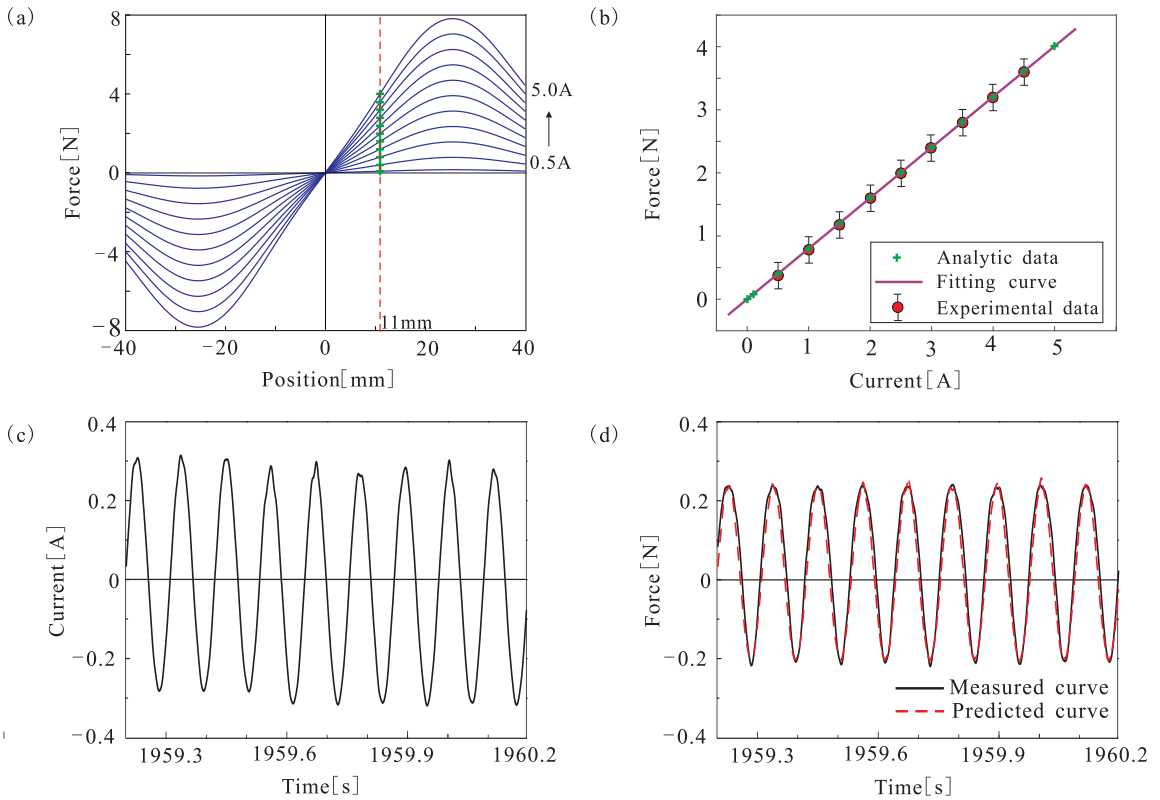 (a)
8
4
0
−4
−8
Force[N]
−40
−20
0
20
40
Position[mm]
11mm
5.0A
0.5A
(b)
4
3
2
1
0
Force[N]
0
1
2
3
4
5
Current[A]
Analytic data
Fitting curve
Experimental data
(c)
0.4
0.2
0
−0.2
−0.4
Current[A]
1959.3
1959.6
1959.9
1960.2
Time[s]
(d)
0.4
0.2
0
−0.2
−0.4
Force[N]
1959.3
1959.6
1959.9
1960.2
Time[s]
Measured curve
Predicted curve